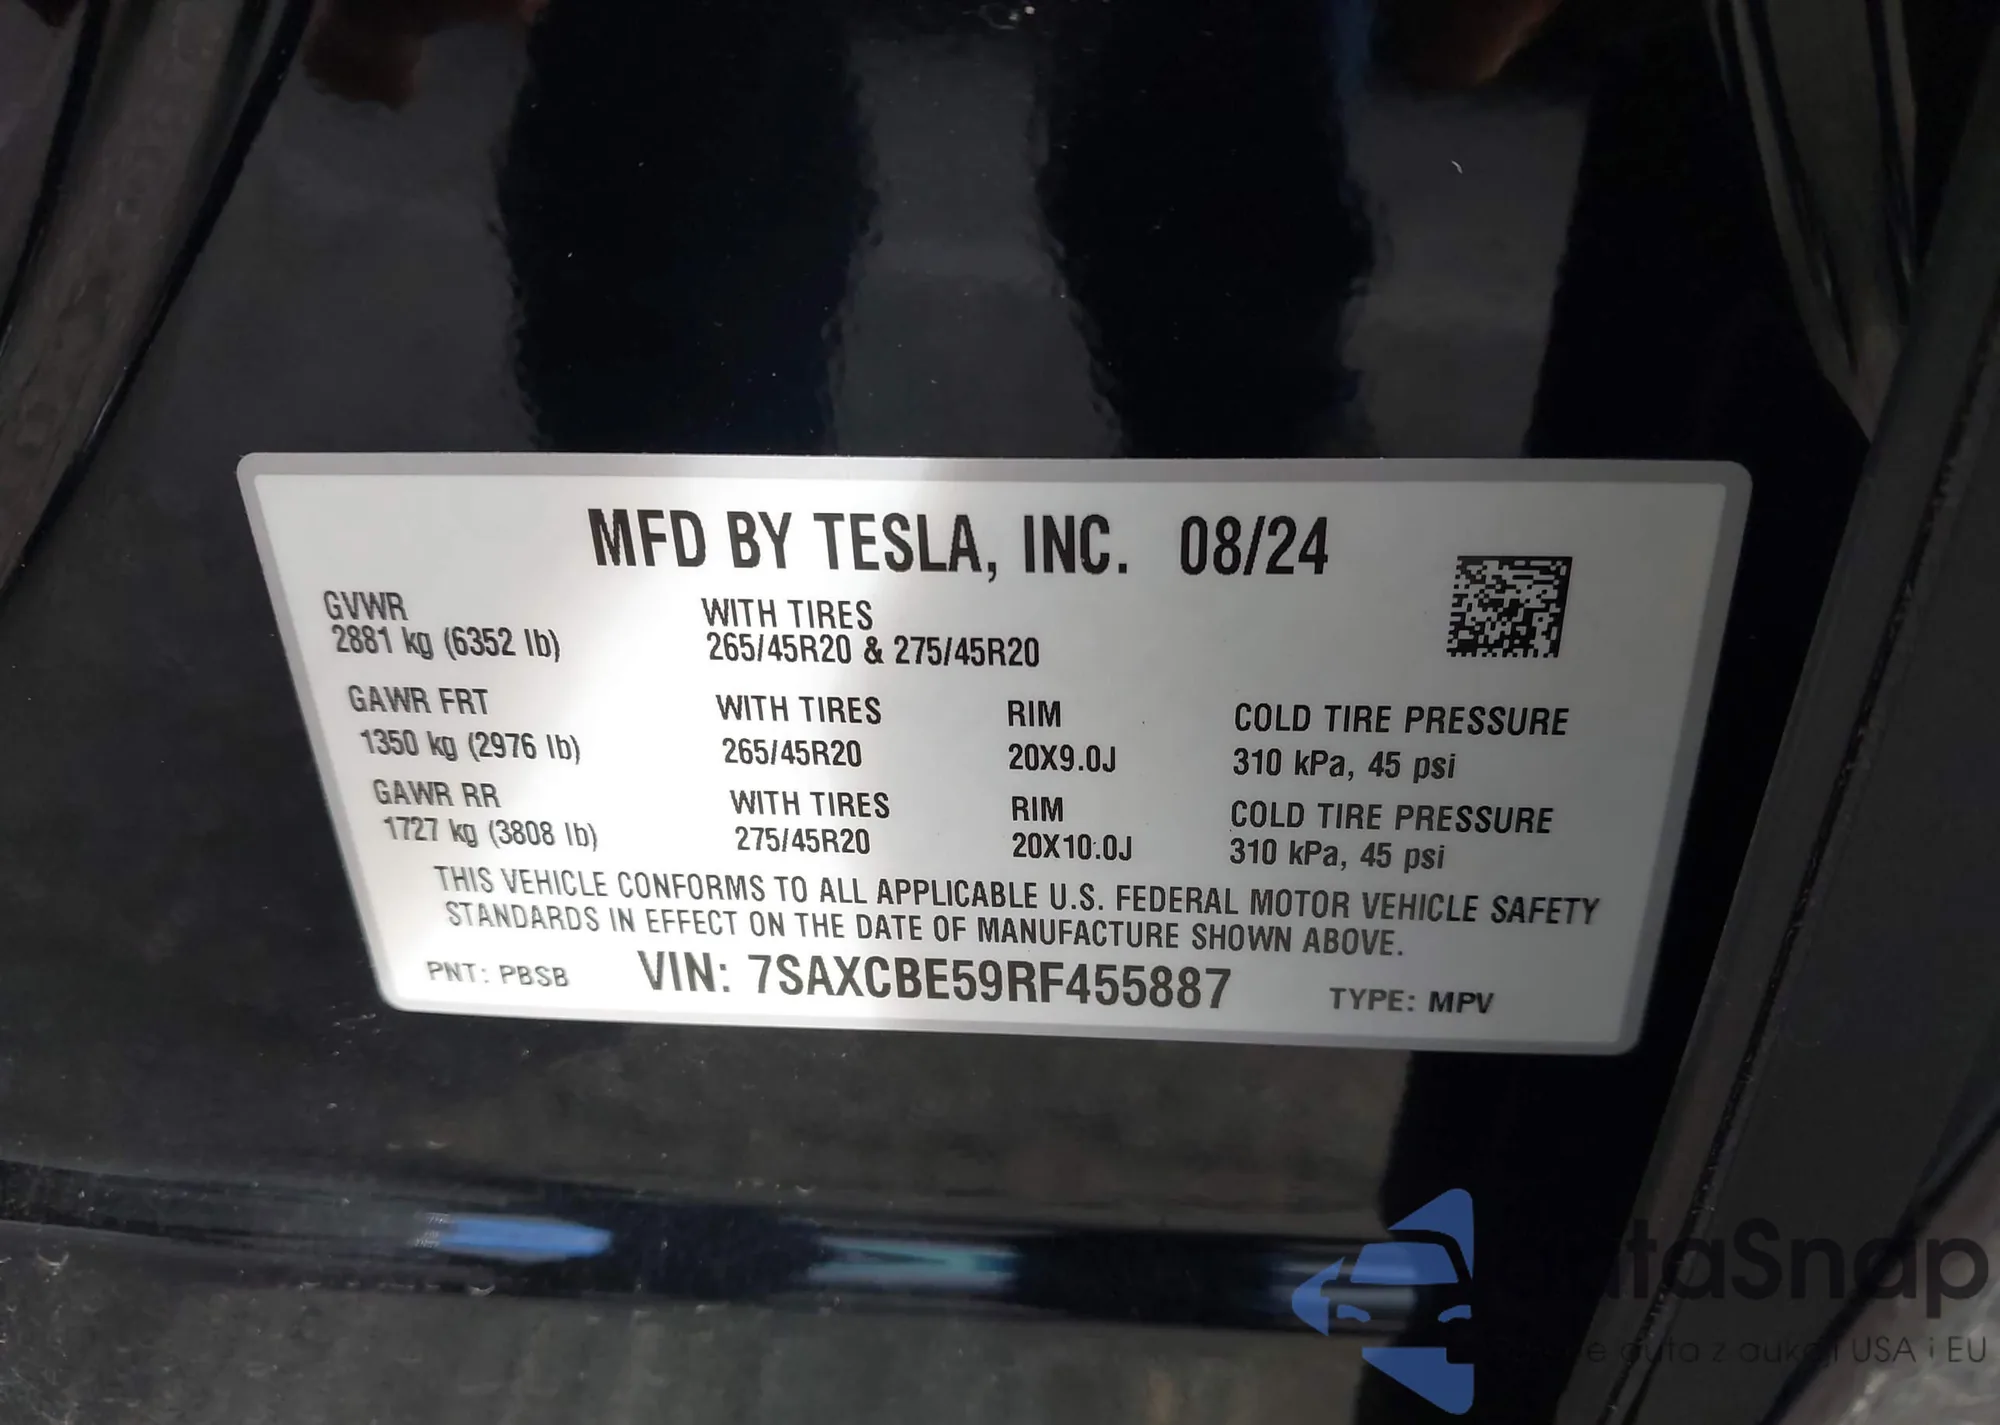 MFD BY TESLA, INC. 08/24
GVWR
2881 kg (6352 lb)
WITH TIRES
265/45R20 & 275/45R20
GAWR FRT
1350 kg (2976 lb)
WITH TIRES
265/45R20
RIM
20X9.0J
COLD TIRE PRESSURE
310 kPa, 45 psi
GAWR RR
1727 kg (3808 lb)
WITH TIRES
275/45R20
RIM
20X10.0J
COLD TIRE PRESSURE
310 kPa, 45 psi
THIS VEHICLE CONFORMS TO ALL APPLICABLE U.S. FEDERAL MOTOR VEHICLE SAFETY
STANDARDS IN EFFECT ON THE DATE OF MANUFACTURE SHOWN ABOVE.
PNT: PBSB
VIN: 7SAXCBE59RF455887
TYPE: MPV
auta z aukcji USA i EU